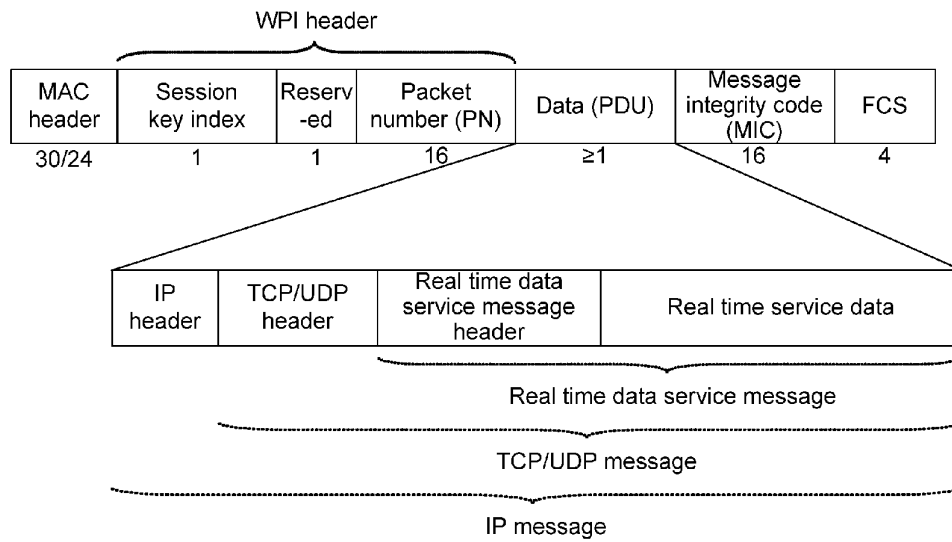 WPI header
MAC
header
Session
key index
Reserv
-ed
Packet
number (PN)
Data (PDU)
Message
integrity code
(MIC)
FCS
30/24
1
1
16
≥1
16
4
IP
header
TCP/UDP
header
Real time data
service message
header
Real time service data
Real time data service message
TCP/UDP message
IP message